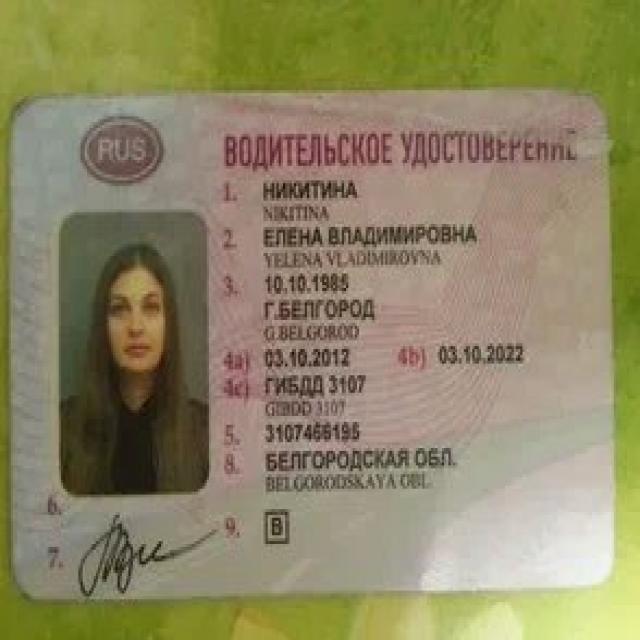 RUS
ВОДИТЕЛЬСКОЕ УДОСТОВЕРЕНИЕ
1. НИКИТИНА
NIKITINA
2. ЕЛЕНА ВЛАДИМИРОВНА
YELENA VLADIMIROVNA
3. 10.10.1985
Г.БЕЛГОРОД
G.BELGOROD
4a) 03.10.2012 4b) 03.10.2022
4c) ГИБДД 3107
GIBDD 3107
5. 3107466195
8. БЕЛГОРОДСКАЯ ОБЛ.
BELGORODSKAYA OBL.
6.
7.
9. B